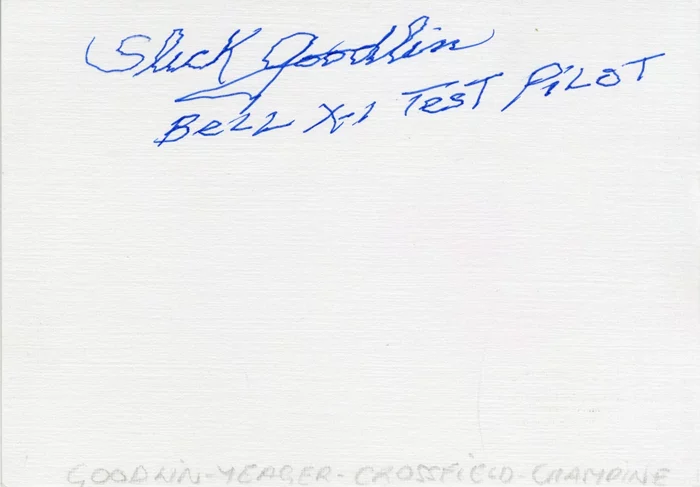 Slick Goodlin
Bell X-1 Test Pilot
GOODLIN-YEAGER-CROSSFIELD-CHAMPINE